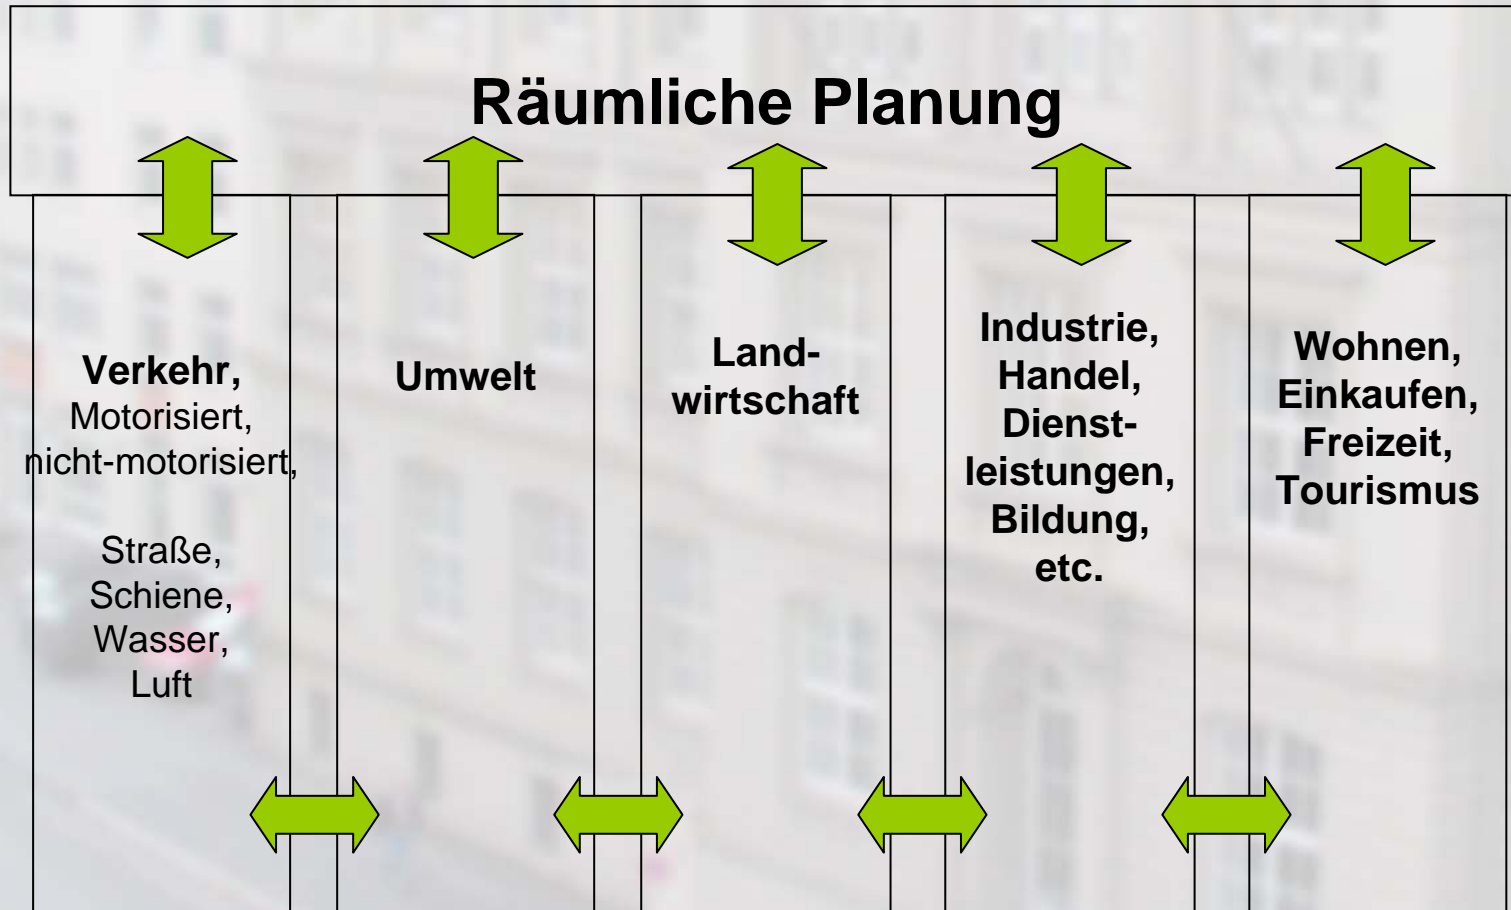 Räumliche Planung
Verkehr,
Motorisiert,
nicht-motorisiert,
Straße,
Schiene,
Wasser,
Luft
Umwelt
Land-
wirtschaft
Industrie,
Handel,
Dienst-
leistungen,
Bildung,
etc.
Wohnen,
Einkaufen,
Freizeit,
Tourismus